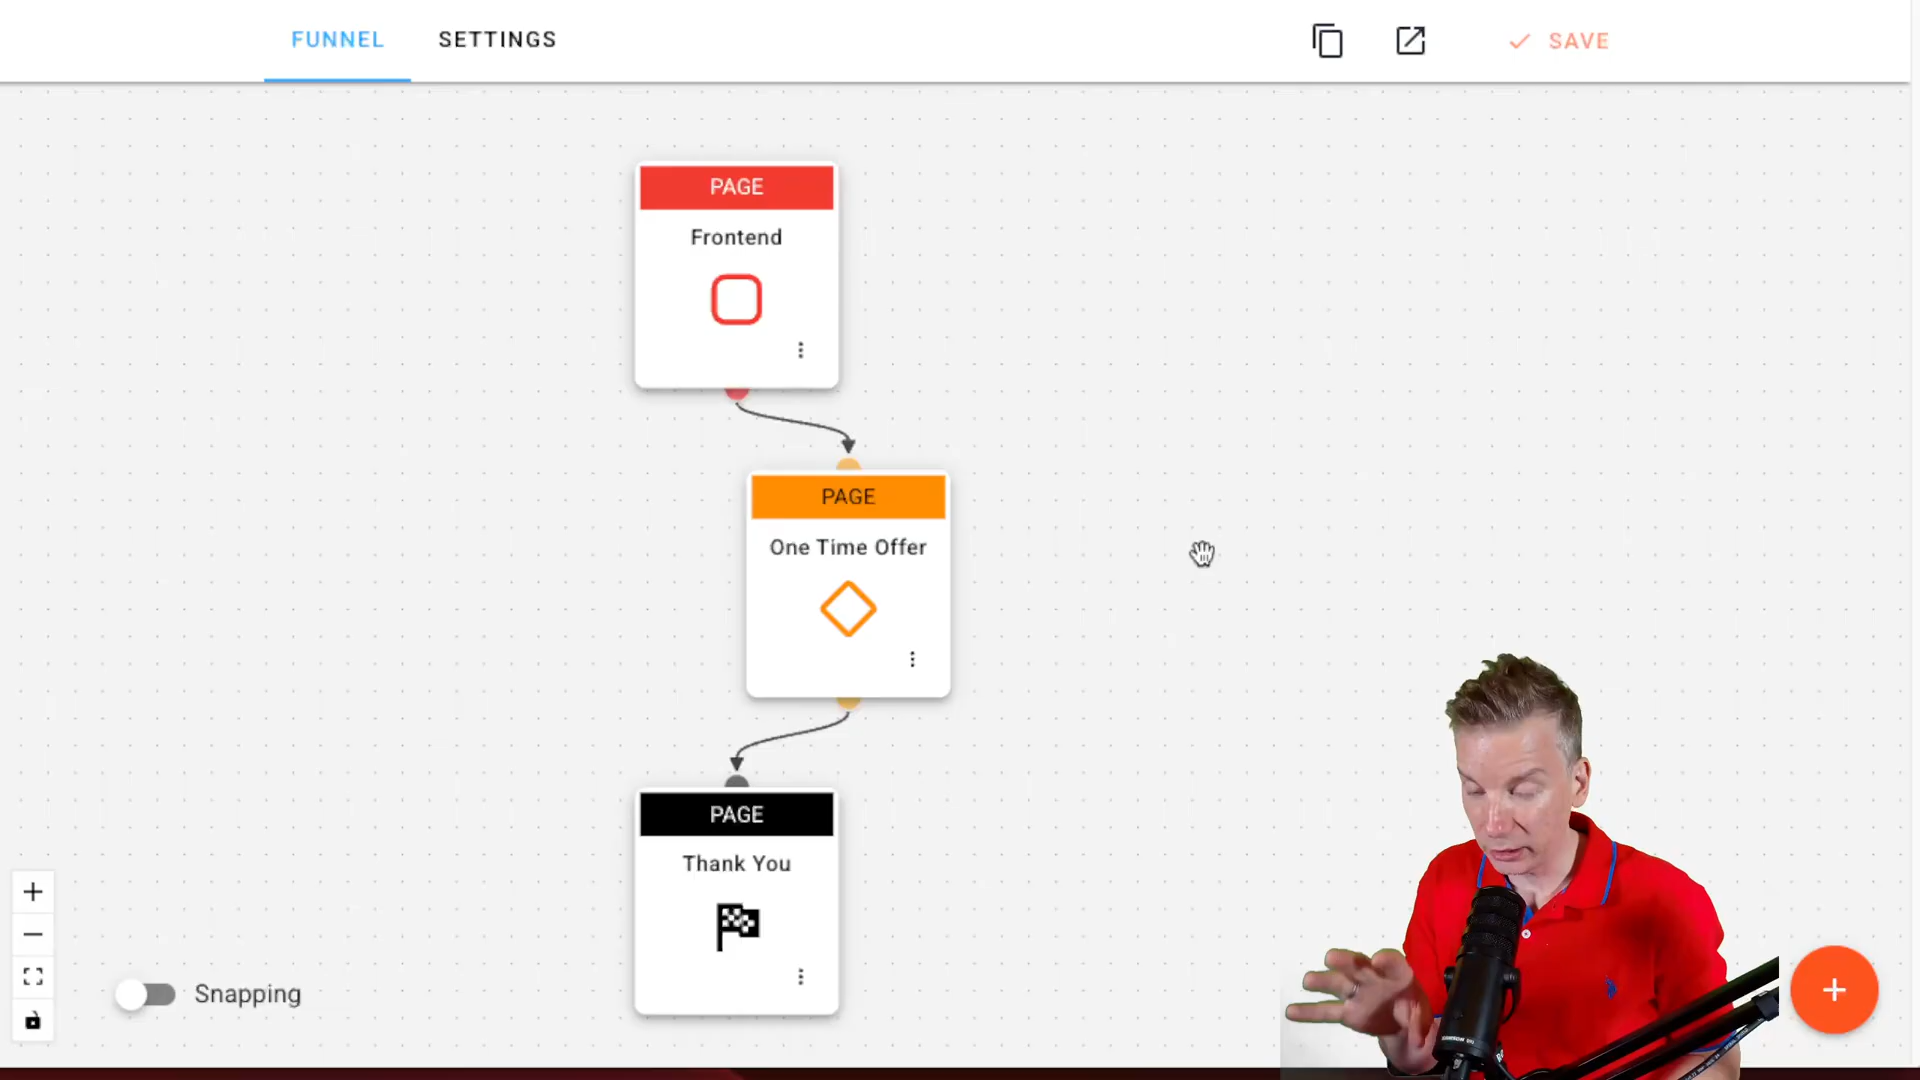 FUNNEL
SETTINGS
SAVE
PAGE
Frontend
PAGE
One Time Offer
PAGE
Thank You
Snapping